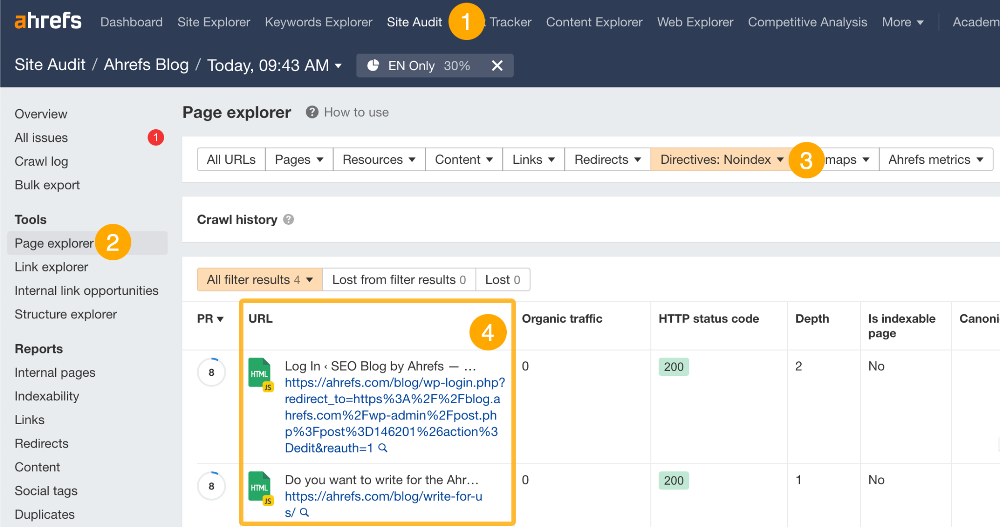 ahrefs Dashboard Site Explorer Keywords Explorer Site Audit 1 Tracker Content Explorer Web Explorer Competitive Analysis More Academ
Site Audit / Ahrefs Blog / Today, 09:43 AM EN Only 30%
Overview
All issues 1
Crawl log
Bulk export
Tools
Page explorer 2
Link explorer
Internal link opportunities
Structure explorer
Reports
Internal pages
Indexability
Links
Redirects
Content
Social tags
Duplicates
Page explorer ? How to use
All URLs Pages Resources Content Links Redirects Directives: Noindex 3 maps Ahrefs metrics
Crawl history ?
All filter results 4 Lost from filter results 0 Lost 0
PR URL 4 Organic traffic HTTP status code Depth Is indexable Canoni
page
8 HTML JS Log In ‹ SEO Blog by Ahrefs — … 0 200 2 No
https://ahrefs.com/blog/wp-login.php?
redirect_to=https%3A%2F%2Fblog.a
hrefs.com%2Fwp-admin%2Fpost.ph
p%3Fpost%3D146201%26action%3
Dedit&reauth=1
8 HTML JS Do you want to write for the Ahr… 0 200 1 No
https://ahrefs.com/blog/write-for-u
s/